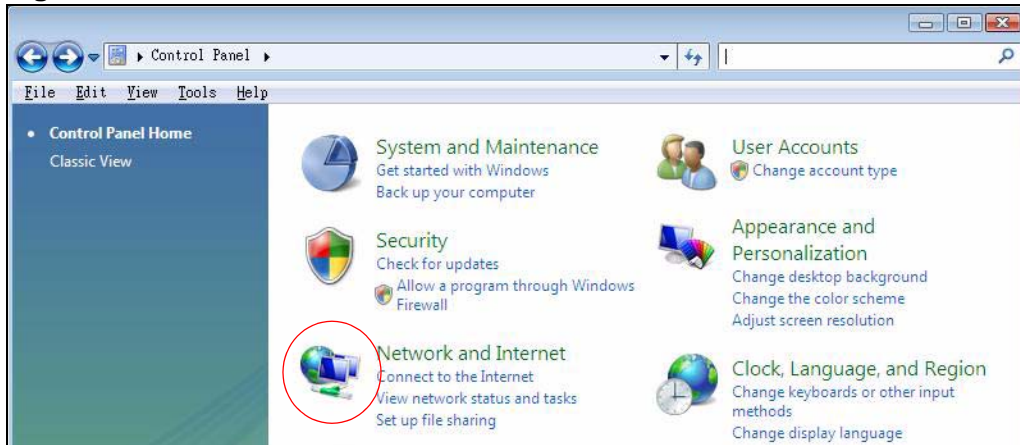 Control Panel
File Edit View Tools Help
Control Panel Home
Classic View
System and Maintenance
Get started with Windows
Back up your computer
Security
Check for updates
Allow a program through Windows
Firewall
Network and Internet
Connect to the Internet
View network status and tasks
Set up file sharing
User Accounts
Change account type
Appearance and
Personalization
Change desktop background
Change the color scheme
Adjust screen resolution
Clock, Language, and Region
Change keyboards or other input
methods
Change display language